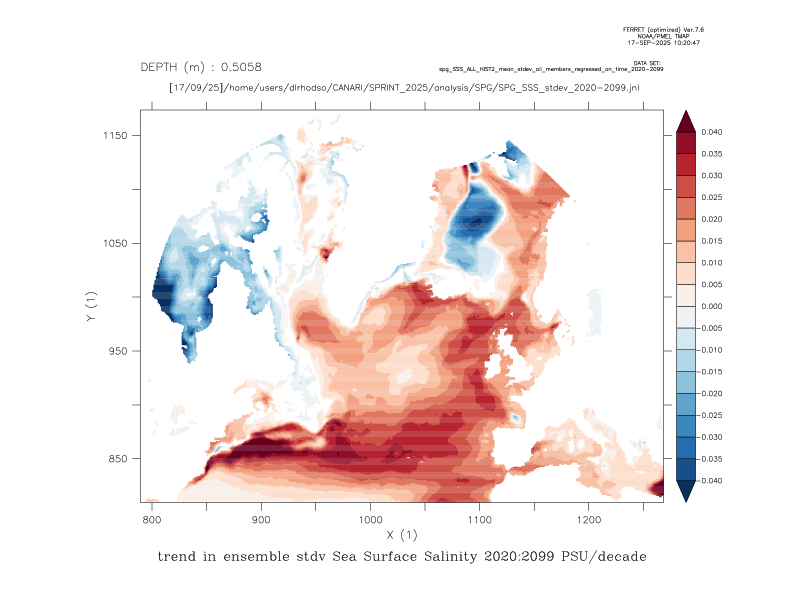 FERRET (optimized) Ver.7.6
NOAA/PMEL TMAP
17-SEP-2025 10:20:47
DEPTH (m) : 0.5058
DATA SET:
spg_SSS_ALL_HIST2_mean_stdev_all_members_regressed_on_time_2020-2099
[17/09/25]/home/users/dlrhodso/CANARI/SPRINT_2025/analysis/SPG/SPG_SSS_stdev_2020-2099.jnl
1150
1050
950
850
Y (1)
800 900 1000 1100 1200
X (1)
0.040
0.035
0.030
0.025
0.020
0.015
0.010
0.005
0.000
-0.005
-0.010
-0.015
-0.020
-0.025
-0.030
-0.035
-0.040
trend in ensemble stdv Sea Surface Salinity 2020:2099 PSU/decade